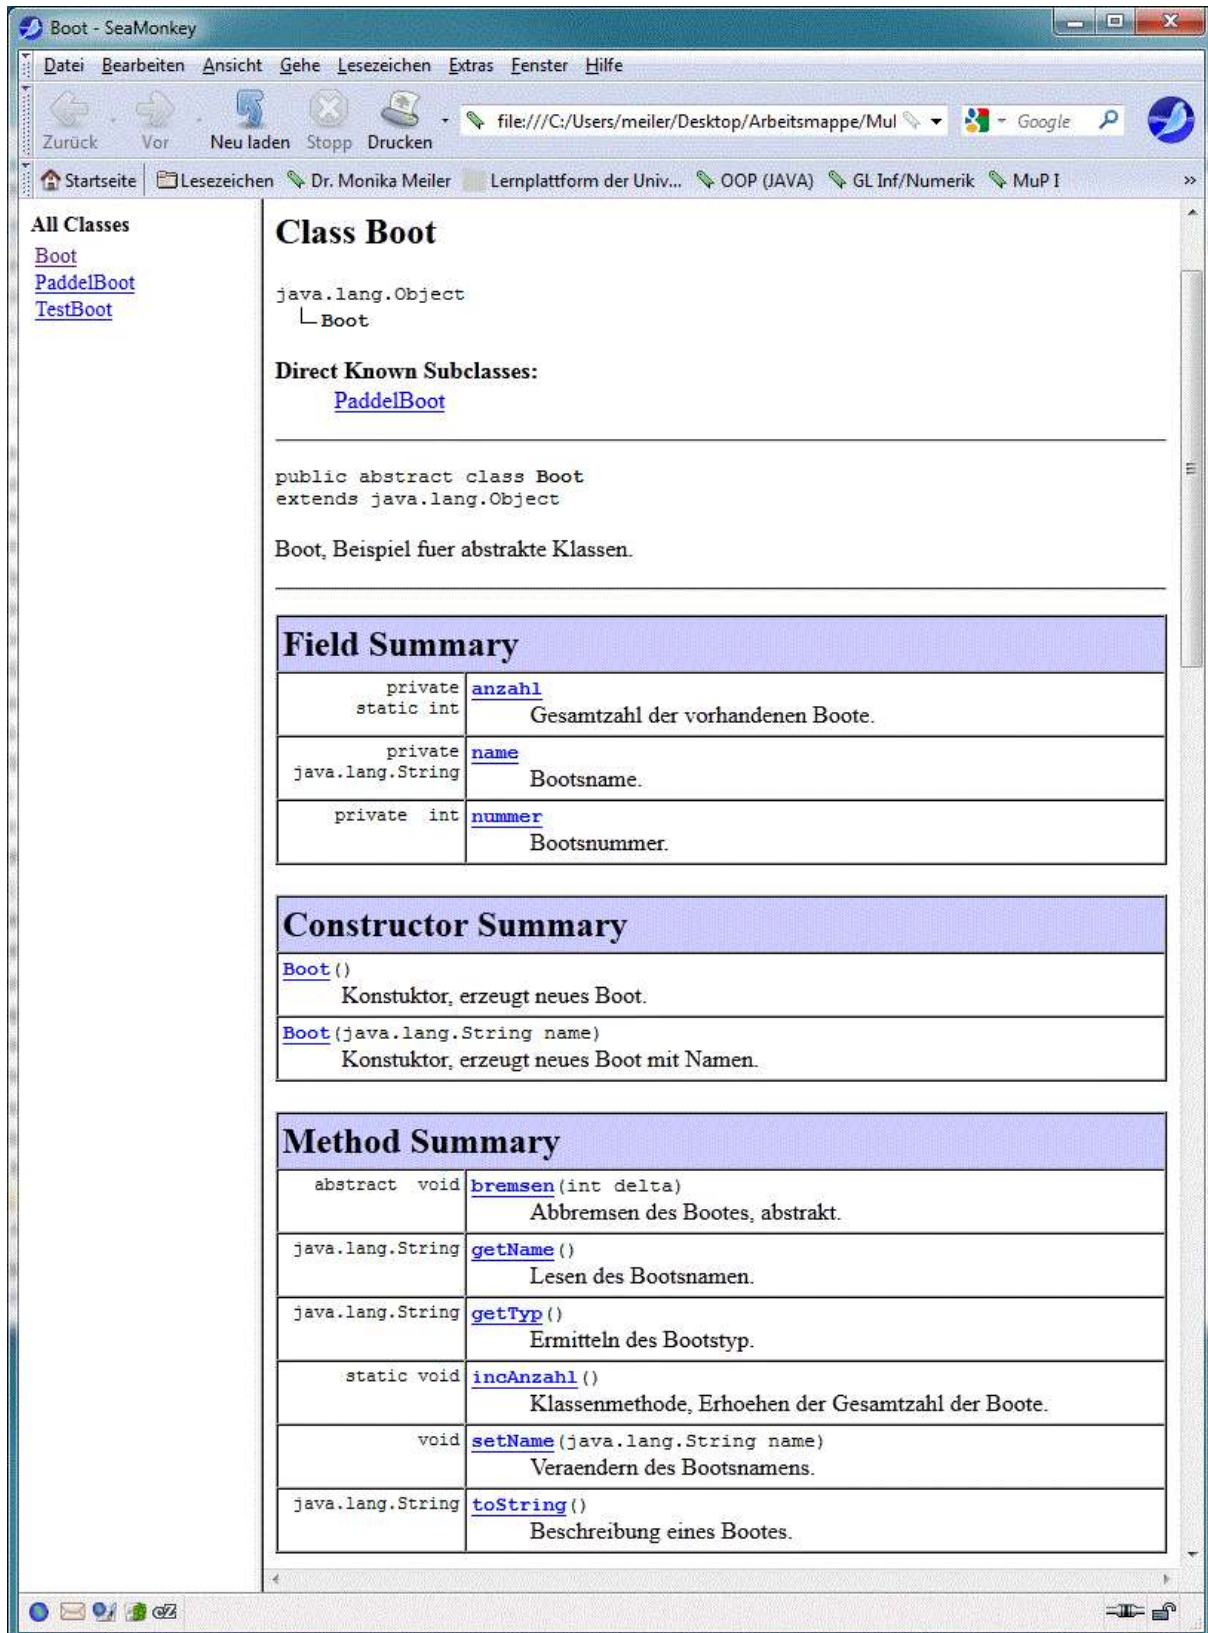 Boot - SeaMonkey
Datei Bearbeiten Ansicht Gehe Lesezeichen Extras Fenster Hilfe
Zurück Vor Neu laden Stopp Drucken file:///C:/Users/meiler/Desktop/Arbeitsmappe/Mul Google
Startseite Lesezeichen Dr. Monika Meiler Lernplattform der Univ... OOP (JAVA) GL Inf/Numerik MuP I »
All Classes
Boot
PaddelBoot
TestBoot
Class Boot
java.lang.Object
Boot
Direct Known Subclasses:
PaddelBoot
public abstract class Boot
extends java.lang.Object
Boot, Beispiel fuer abstrakte Klassen.
Field Summary
private static int anzahl
Gesamtzahl der vorhandenen Boote.
private java.lang.String name
Bootsname.
private int nummer
Bootsnummer.
Constructor Summary
Boot()
Konstuktor, erzeugt neues Boot.
Boot(java.lang.String name)
Konstuktor, erzeugt neues Boot mit Namen.
Method Summary
abstract void bremsen(int delta)
Abbremsen des Bootes, abstrakt.
java.lang.String getName()
Lesen des Bootsnamen.
java.lang.String getTyp()
Ermitteln des Bootstyp.
static void incAnzahl()
Klassenmethode, Erhoehen der Gesamtzahl der Boote.
void setName(java.lang.String name)
Veraendern des Bootsnamens.
java.lang.String toString()
Beschreibung eines Bootes.